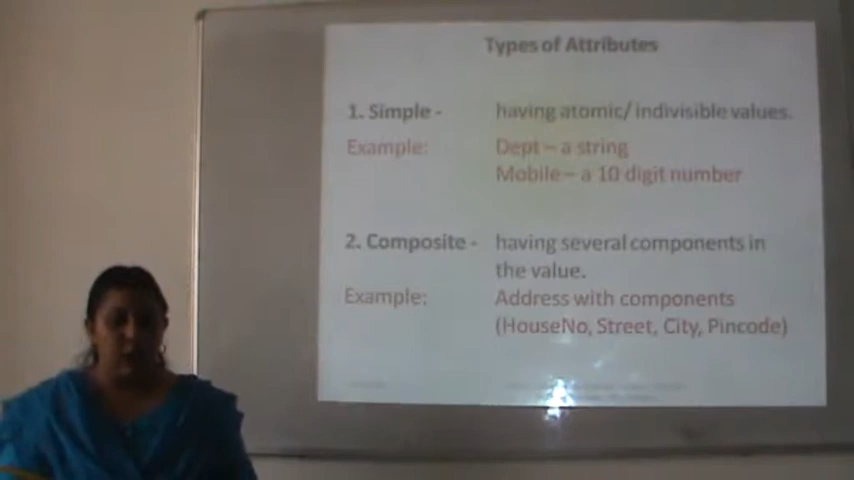 Types of Attributes
1. Simple - having atomic/ indivisible values.
Example: Dept – a string
Mobile – a 10 digit number
2. Composite - having several components in
the value.
Example: Address with components
(HouseNo, Street, City, Pincode)